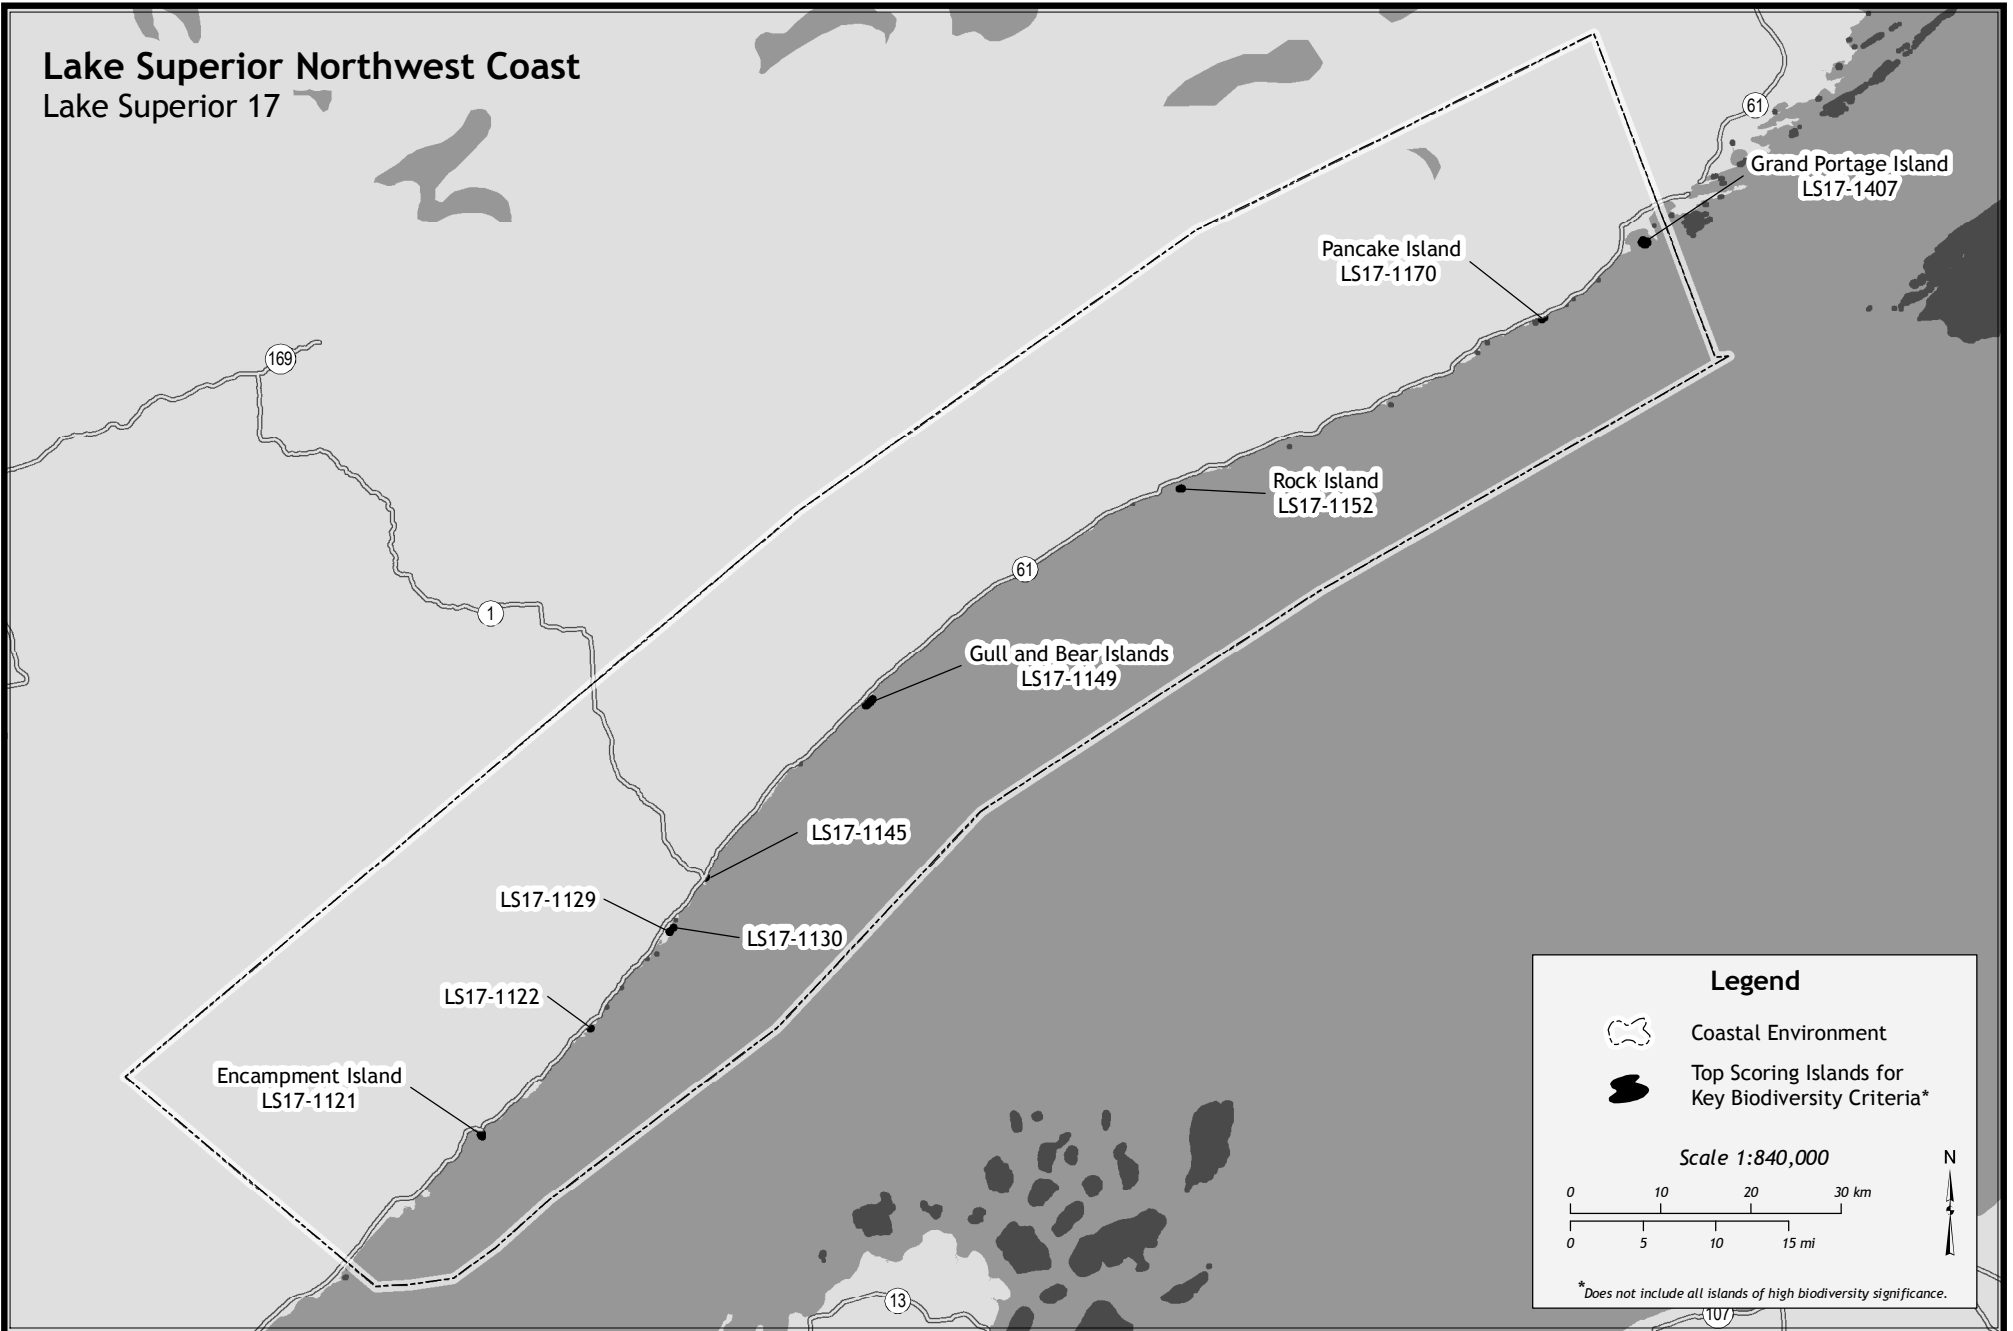 Lake Superior Northwest Coast
Lake Superior 17
61
Grand Portage Island
LS17-1407
Pancake Island
LS17-1170
169
Rock Island
LS17-1152
61
1
Gull and Bear Islands
LS17-1149
LS17-1145
LS17-1129
LS17-1130
LS17-1122
Encampment Island
LS17-1121
13
107
Legend
Coastal Environment
Top Scoring Islands for
Key Biodiversity Criteria*
Scale 1:840,000
N
0 10 20 30 km
0 5 10 15 mi
*Does not include all islands of high biodiversity significance.